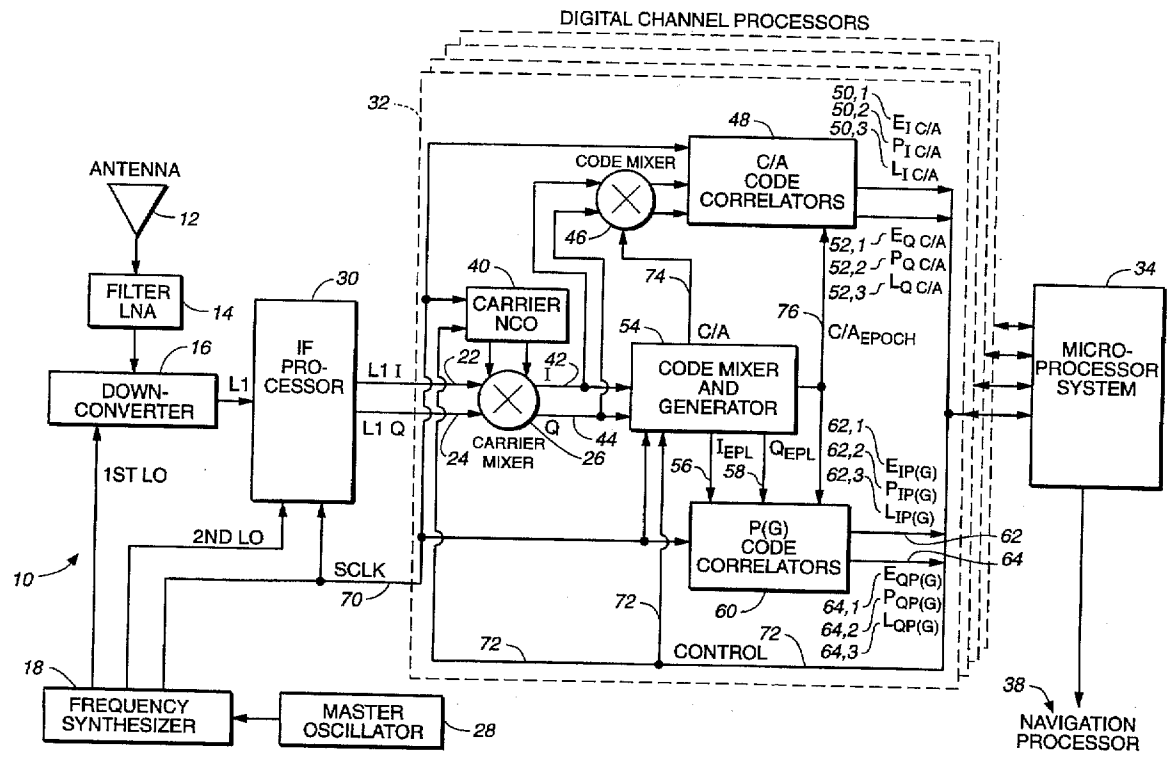 DIGITAL CHANNEL PROCESSORS
32
50,1
50,2
50,3
E I C/A
P I C/A
L I C/A
48
C/A
CODE
CORRELATORS
CODE MIXER
46
ANTENNA
12
52,1
52,2
52,3
E Q C/A
P Q C/A
L Q C/A
FILTER
LNA
14
30
40
CARRIER
NCO
74
C/A
76
C/A EPOCH
34
MICRO-
PROCESSOR
SYSTEM
16
DOWN-
CONVERTER
L1
IF
PRO-
CESSOR
L1 I
L1 Q
22
24
I
42
Q
44
CARRIER
MIXER
26
54
CODE MIXER
AND
GENERATOR
56
I EPL
58
Q EPL
62,1
62,2
62,3
E IP(G)
P IP(G)
L IP(G)
1ST LO
2ND LO
10
SCLK
70
P(G)
CODE
CORRELATORS
60
62
64
64,1
64,2
64,3
E QP(G)
P QP(G)
L QP(G)
72
72
CONTROL
72
18
FREQUENCY
SYNTHESIZER
MASTER
OSCILLATOR
28
38
NAVIGATION
PROCESSOR